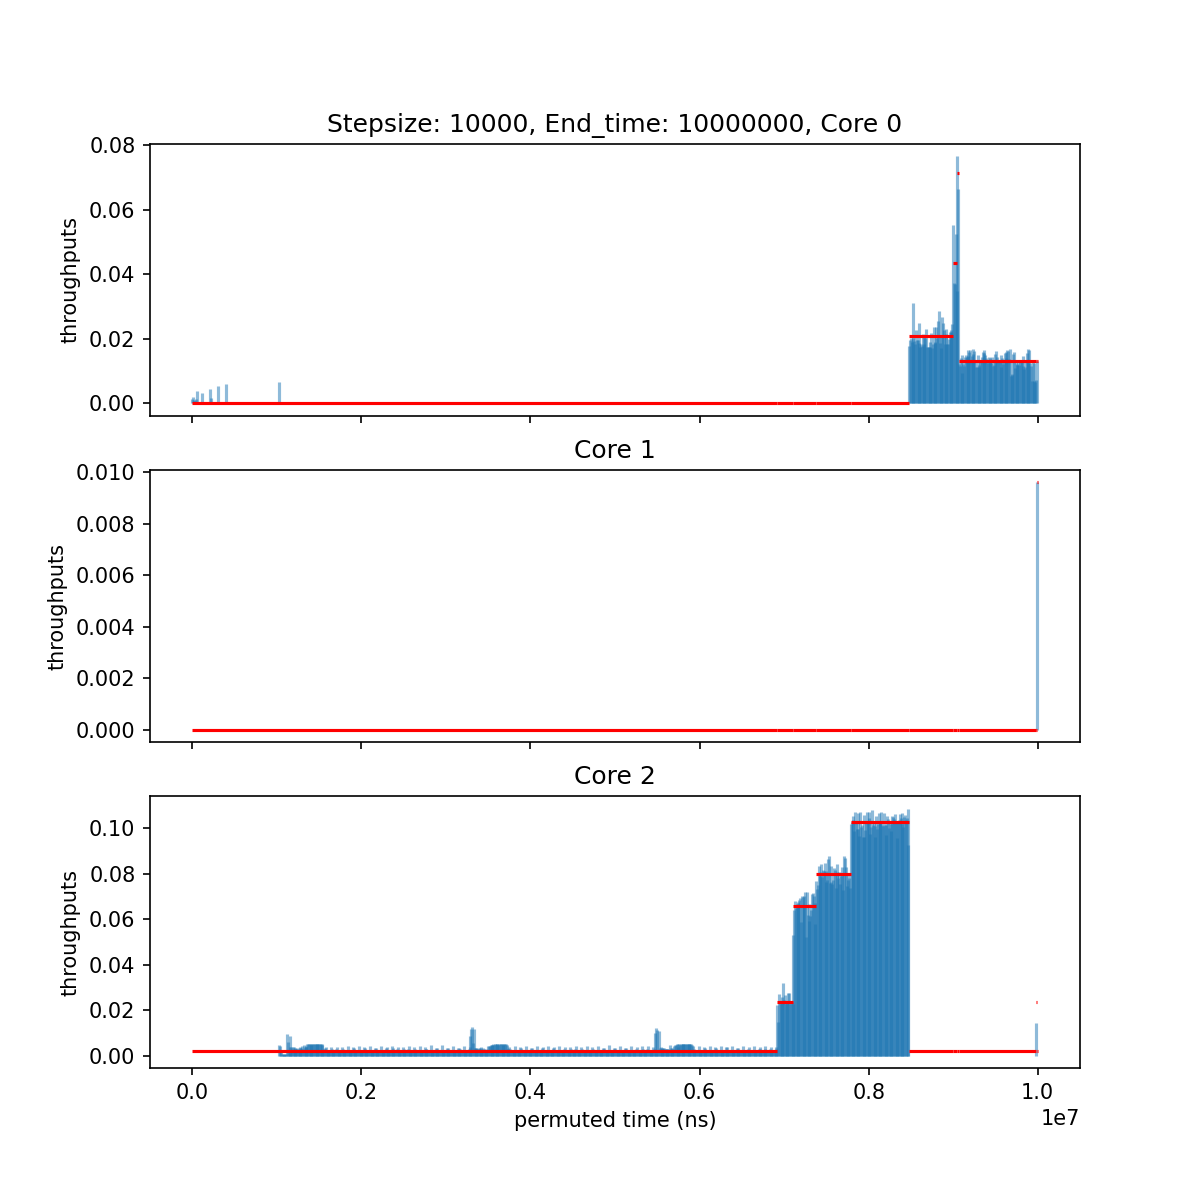 Stepsize: 10000, End_time: 10000000, Core 0
0.08
0.06
0.04
0.02
0.00
throughputs
Core 1
0.010
0.008
0.006
0.004
0.002
0.000
throughputs
Core 2
0.10
0.08
0.06
0.04
0.02
0.00
throughputs
0.0 0.2 0.4 0.6 0.8 1.0
permuted time (ns)
1e7